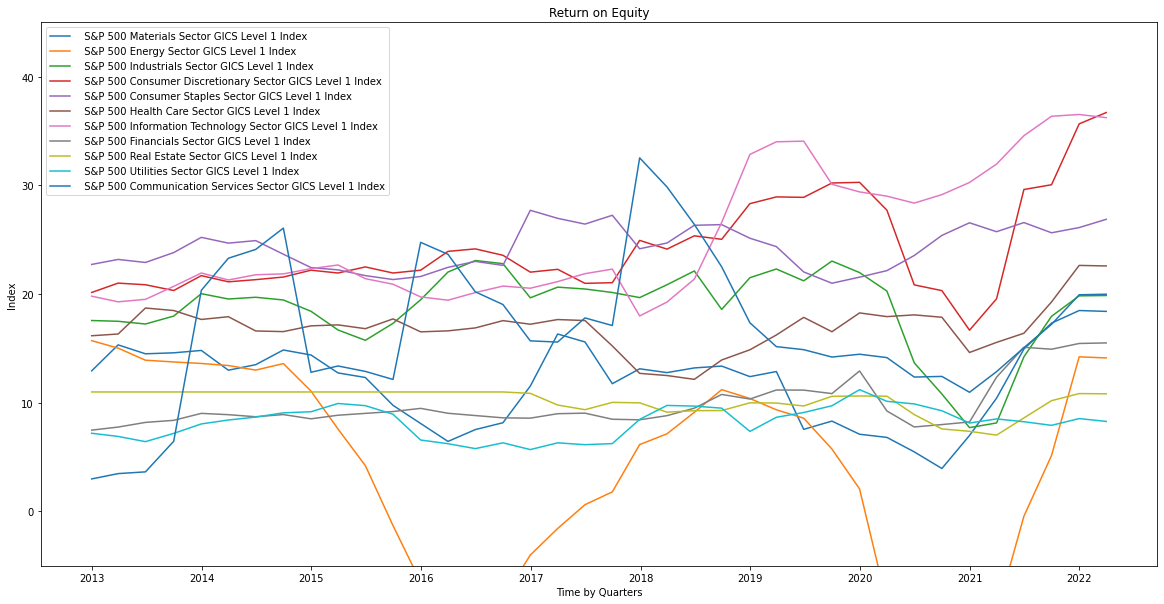 Return on Equity
S&P 500 Materials Sector GICS Level 1 Index
S&P 500 Energy Sector GICS Level 1 Index
S&P 500 Industrials Sector GICS Level 1 Index
S&P 500 Consumer Discretionary Sector GICS Level 1 Index
S&P 500 Consumer Staples Sector GICS Level 1 Index
S&P 500 Health Care Sector GICS Level 1 Index
S&P 500 Information Technology Sector GICS Level 1 Index
S&P 500 Financials Sector GICS Level 1 Index
S&P 500 Real Estate Sector GICS Level 1 Index
S&P 500 Utilities Sector GICS Level 1 Index
S&P 500 Communication Services Sector GICS Level 1 Index
Index
40
30
20
10
0
2013 2014 2015 2016 2017 2018 2019 2020 2021 2022
Time by Quarters